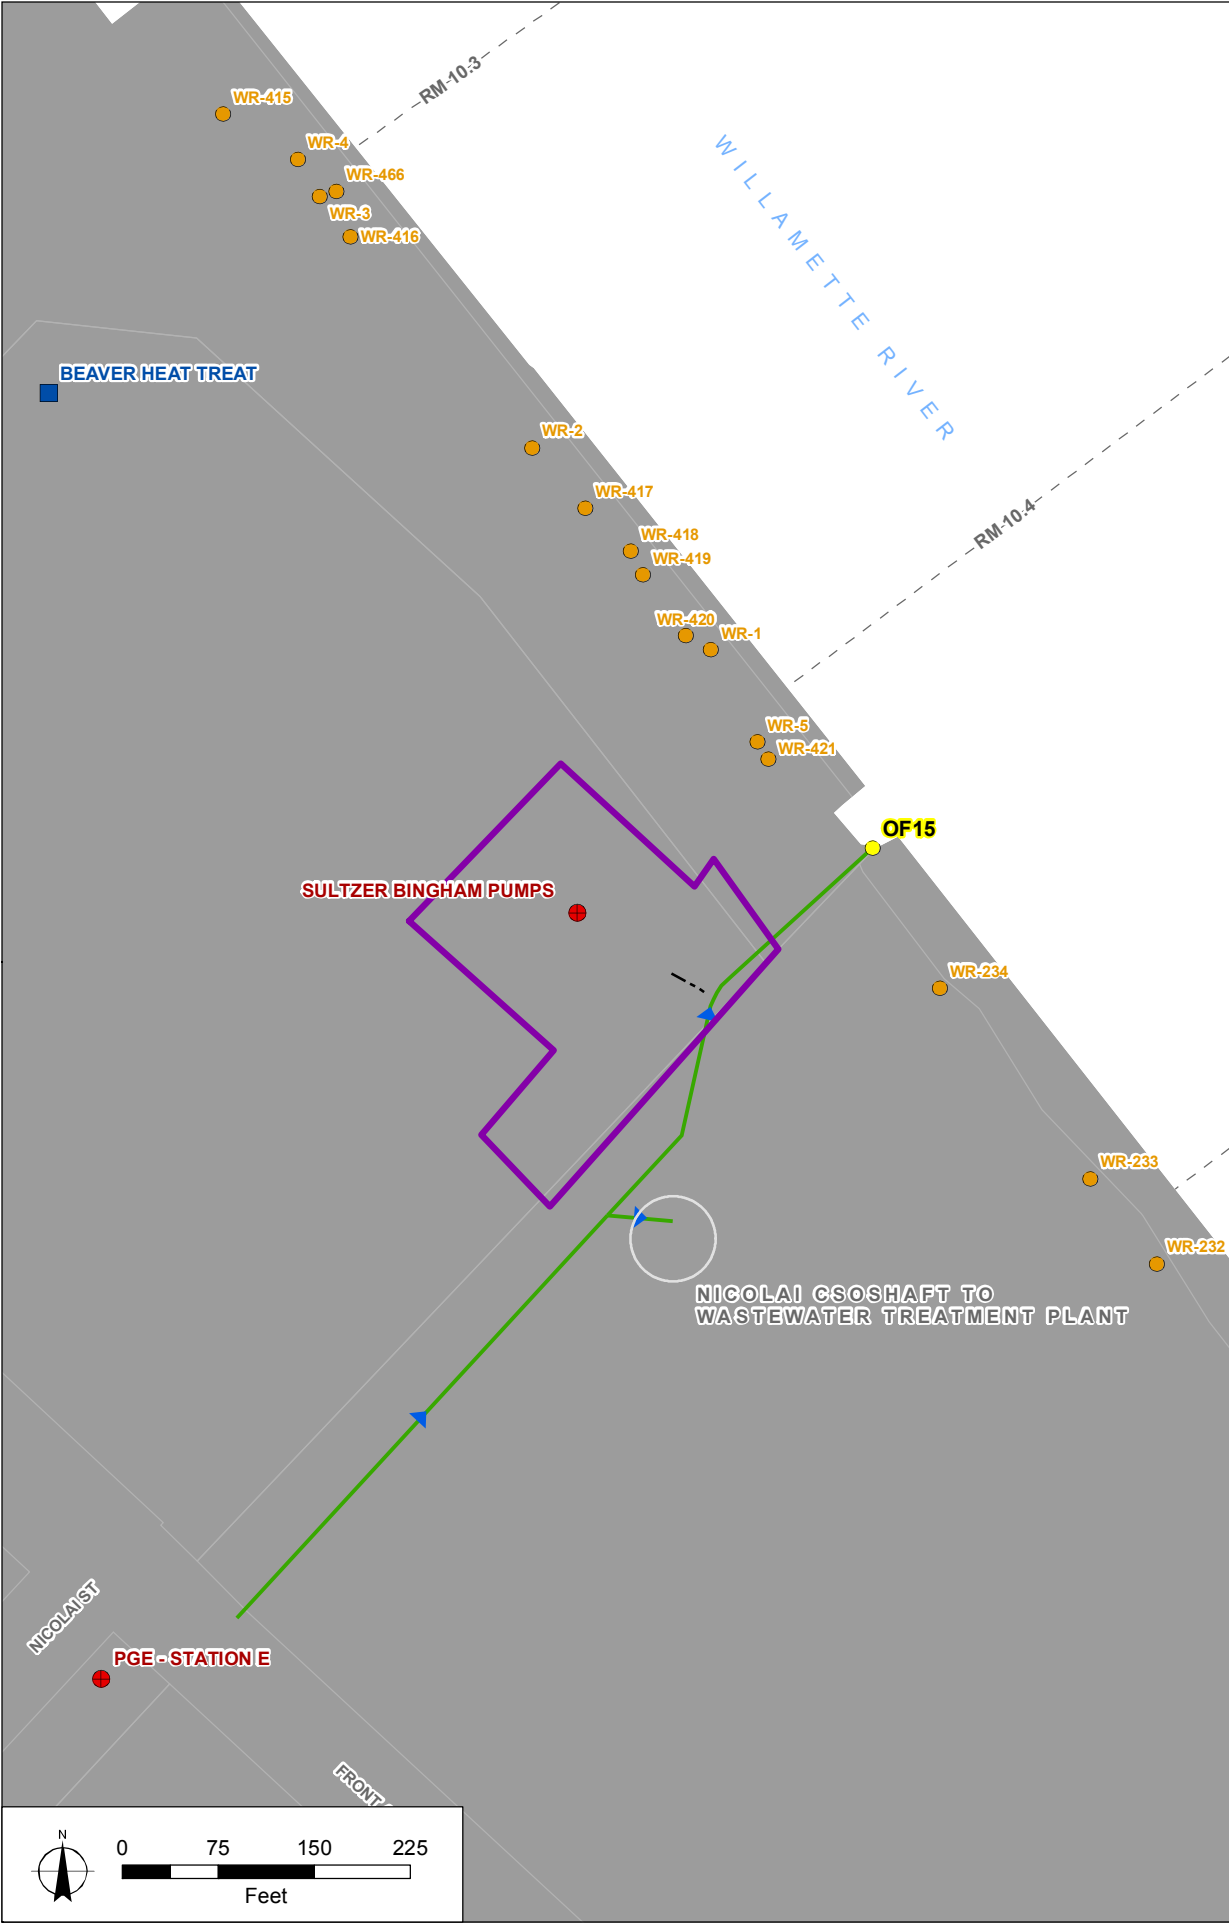 RM-10.3
WR-415
WR-4
WR-466
WR-3
WR-416
WILLAMETTE RIVER
BEAVER HEAT TREAT
WR-2
WR-417
WR-418
WR-419
RM-10.4
WR-420
WR-1
WR-5
WR-421
OF15
SULTZER BINGHAM PUMPS
WR-234
WR-233
WR-232
NICOLAI CSOSHAFT TO
WASTEWATER TREATMENT PLANT
NICOLAI ST
PGE - STATION E
FRONT
N
0 75 150 225
Feet